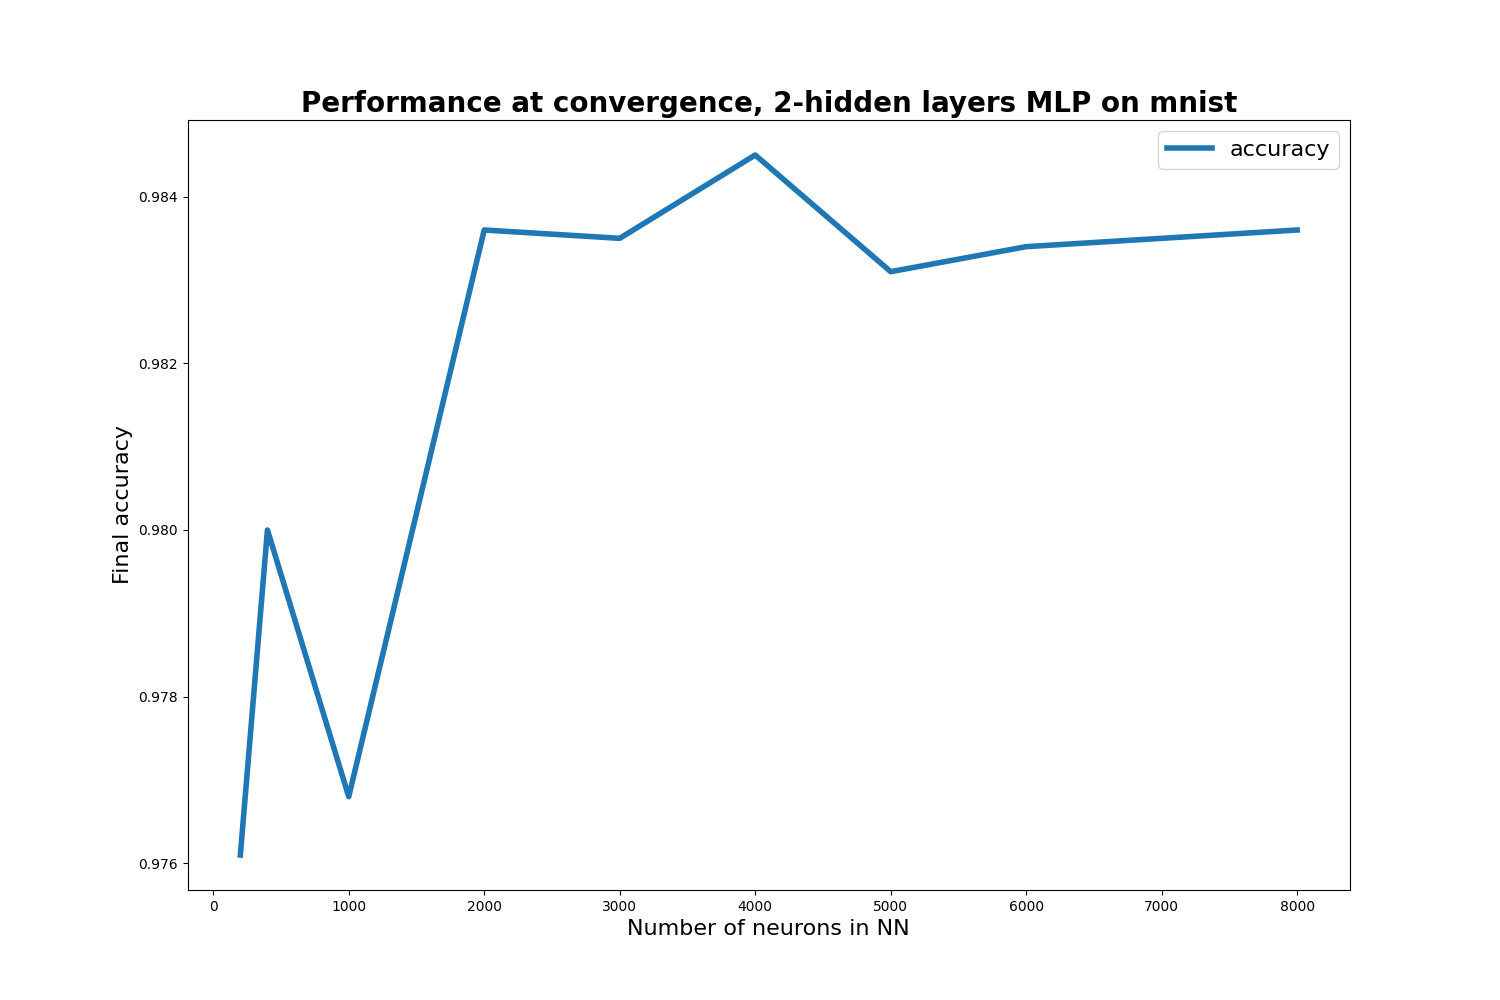 Performance at convergence, 2-hidden layers MLP on mnist
accuracy
0.984
0.982
0.980
0.978
0.976
Final accuracy
0 1000 2000 3000 4000 5000 6000 7000 8000
Number of neurons in NN